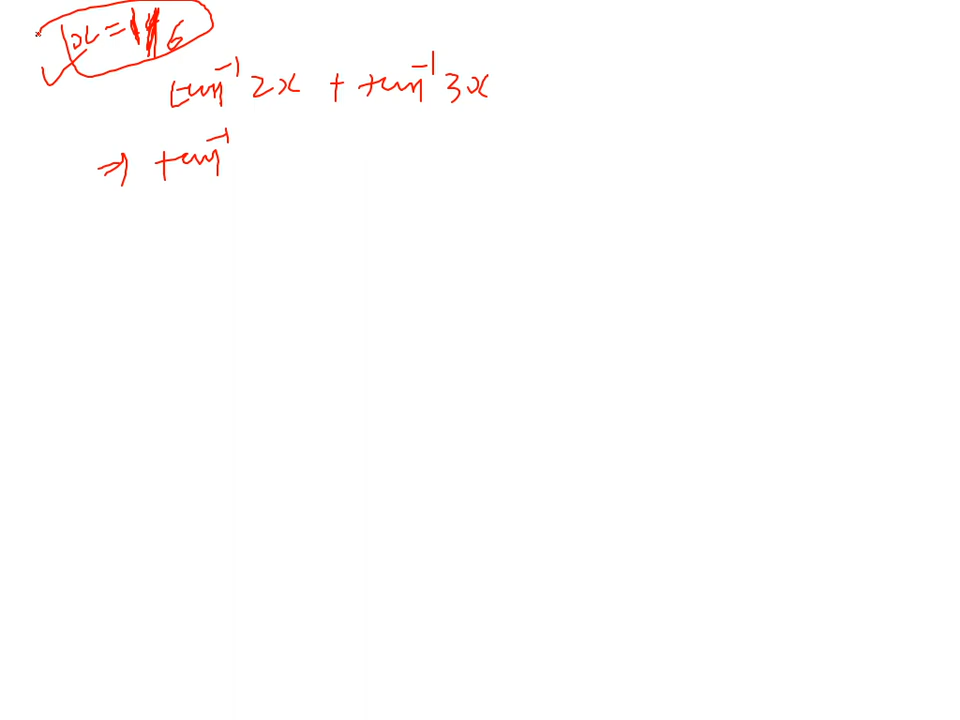 x = 1/6
tan⁻¹ 2x + tan⁻¹ 3x
⇒ tan⁻¹